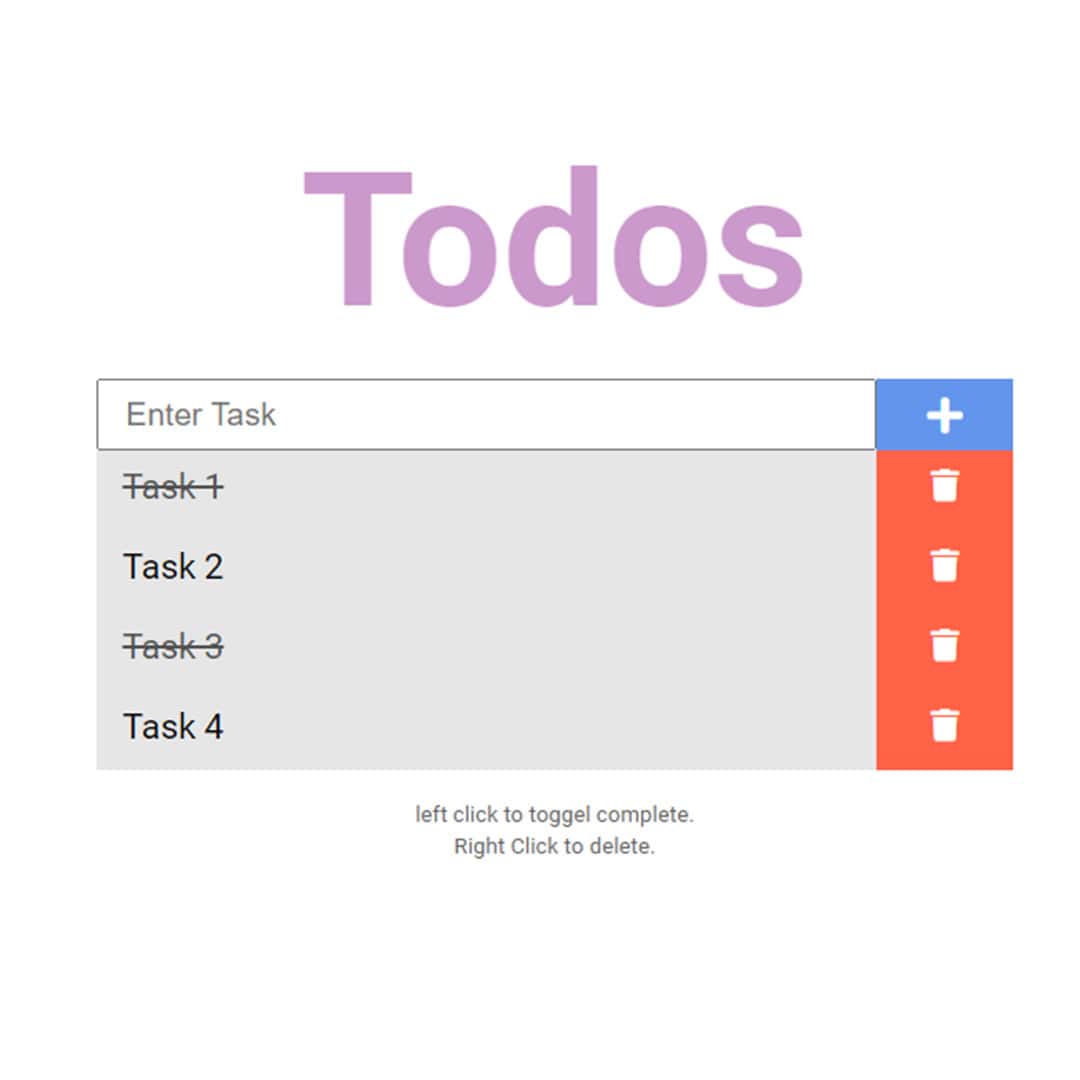 Todos
Enter Task
Task 1
Task 2
Task 3
Task 4
left click to toggel complete.
Right Click to delete.